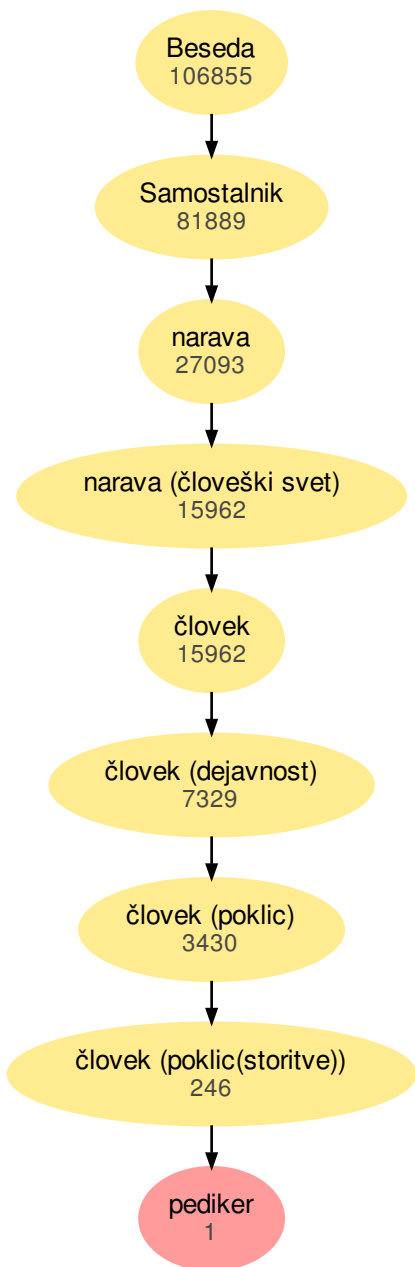 Beseda
106855
Samostalnik
81889
narava
27093
narava (človeški svet)
15962
človek
15962
človek (dejavnost)
7329
človek (poklic)
3430
človek (poklic(storitve))
246
pediker
1